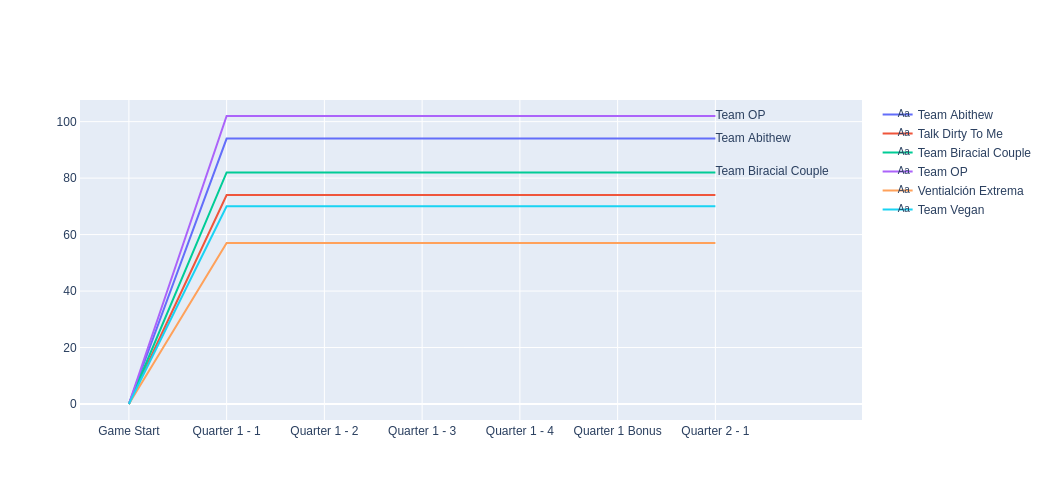 100
80
60
40
20
0
Game Start
Quarter 1 - 1
Quarter 1 - 2
Quarter 1 - 3
Quarter 1 - 4
Quarter 1 Bonus
Quarter 2 - 1
Team OP
Team Abithew
Team Biracial Couple
Aa Team Abithew
Aa Talk Dirty To Me
Aa Team Biracial Couple
Aa Team OP
Aa Ventialción Extrema
Aa Team Vegan